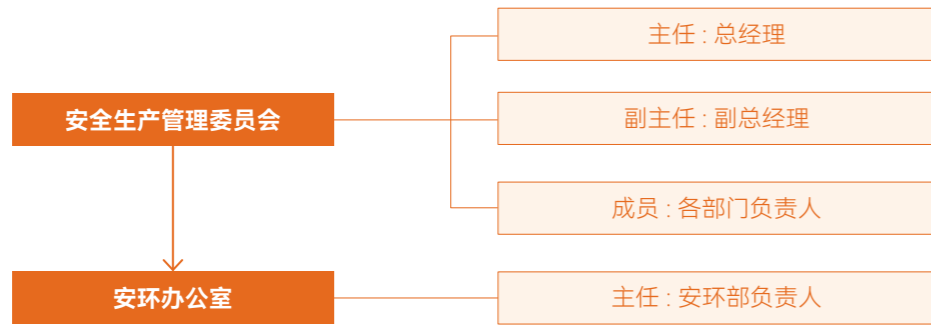 主任 : 总经理
安全生产管理委员会
副主任 : 副总经理
成员 : 各部门负责人
安环办公室
主任 : 安环部负责人